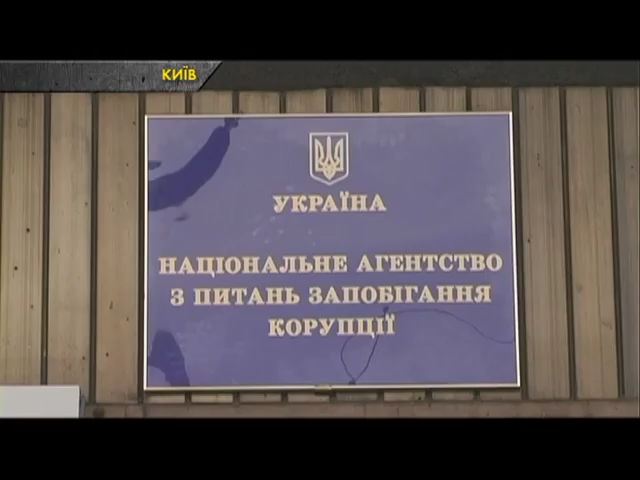 КИЇВ
УКРАЇНА
НАЦІОНАЛЬНЕ АГЕНТСТВО
З ПИТАНЬ ЗАПОБІГАННЯ
КОРУПЦІЇ